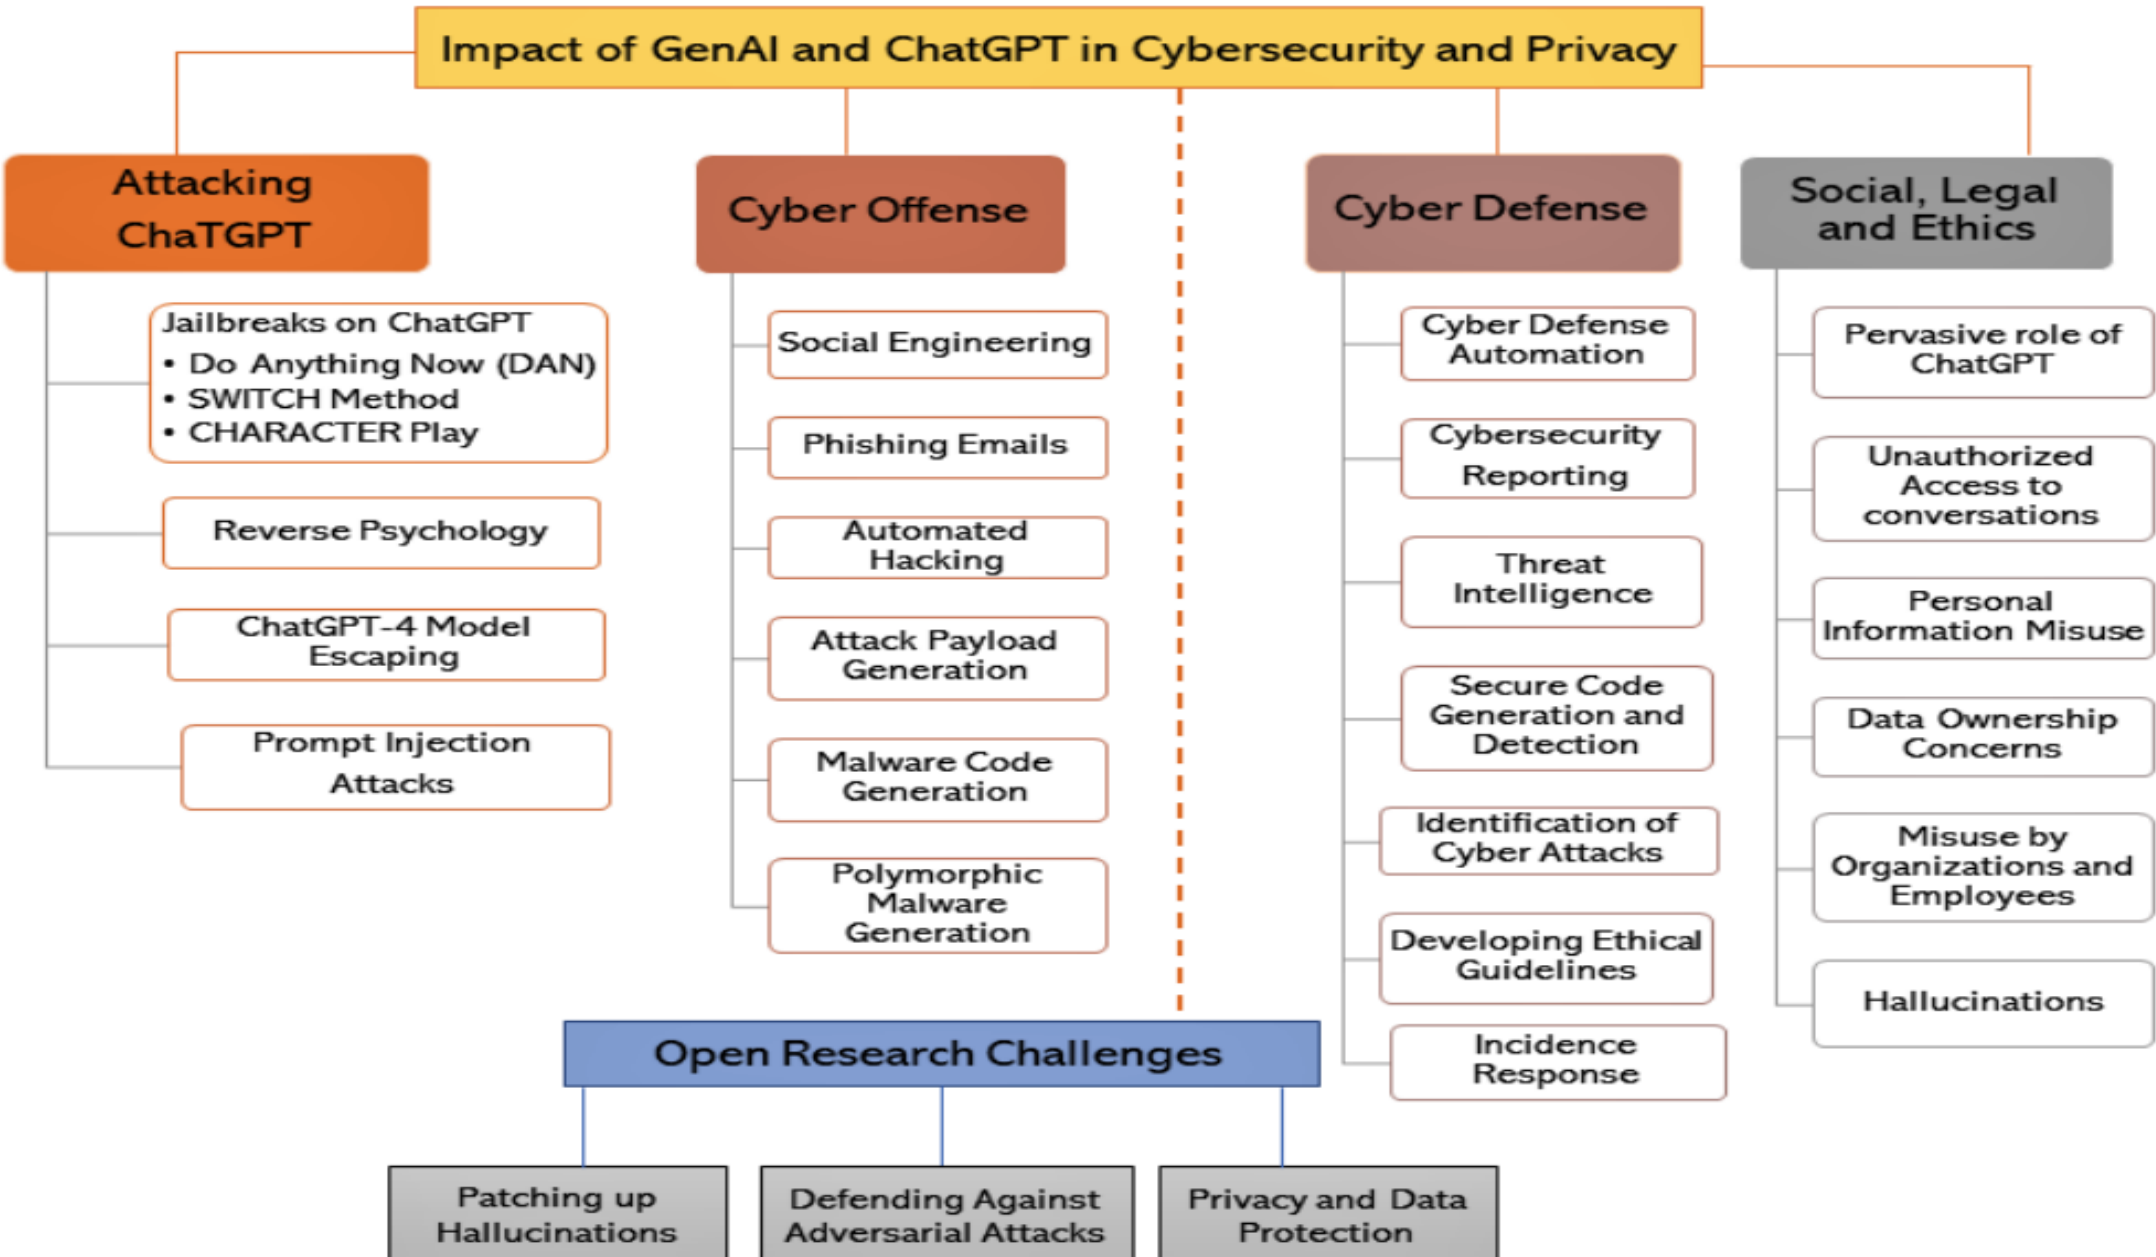 Impact of GenAI and ChatGPT in Cybersecurity and Privacy
Attacking
ChaTGPT
Jailbreaks on ChatGPT
• Do Anything Now (DAN)
• SWITCH Method
• CHARACTER Play
Reverse Psychology
ChatGPT-4 Model
Escaping
Prompt Injection
Attacks
Cyber Offense
Social Engineering
Phishing Emails
Automated
Hacking
Attack Payload
Generation
Malware Code
Generation
Polymorphic
Malware
Generation
Cyber Defense
Cyber Defense
Automation
Cybersecurity
Reporting
Threat
Intelligence
Secure Code
Generation and
Detection
Identification of
Cyber Attacks
Developing Ethical
Guidelines
Incidence
Response
Social, Legal
and Ethics
Pervasive role of
ChatGPT
Unauthorized
Access to
conversations
Personal
Information Misuse
Data Ownership
Concerns
Misuse by
Organizations and
Employees
Hallucinations
Open Research Challenges
Patching up
Hallucinations
Defending Against
Adversarial Attacks
Privacy and Data
Protection